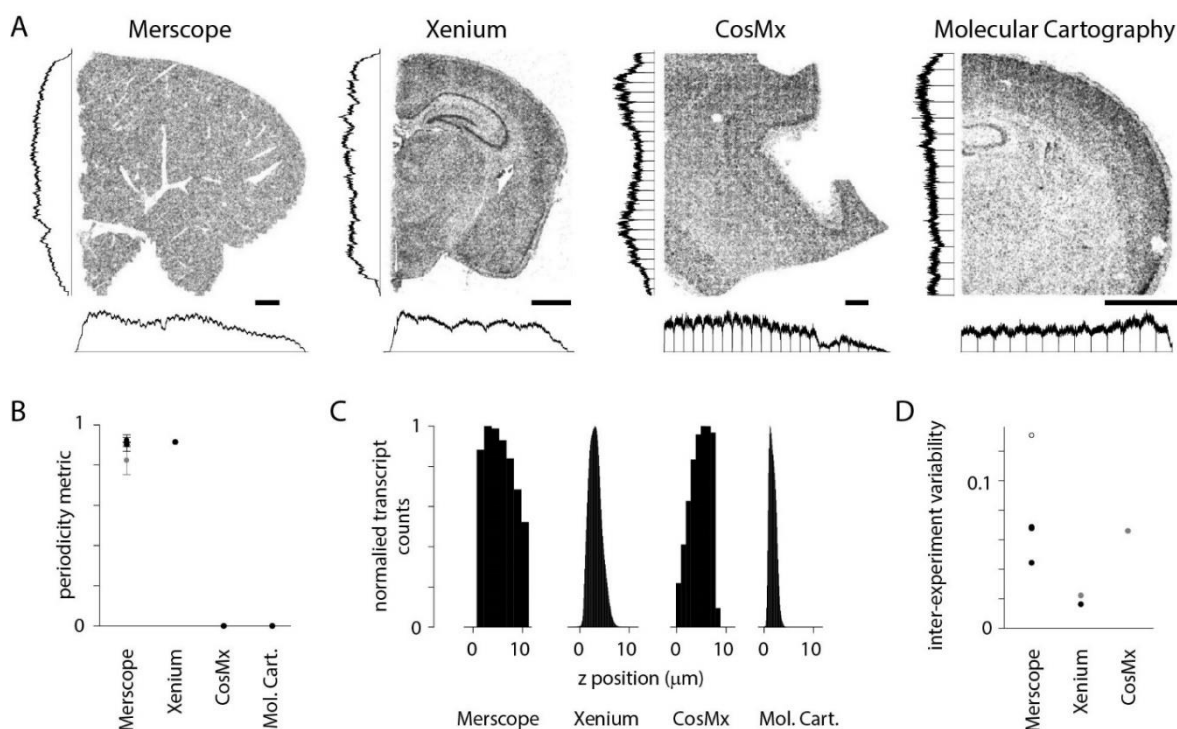 A
Merscope
Xenium
CosMx
Molecular Cartography
B
1
0
periodicity metric
Merscope
Xenium
CosMx
Mol. Cart.
C
1
0
normalied transcript
counts
0 10
0 10
0 10
0 10
z position (μm)
Merscope
Xenium
CosMx
Mol. Cart.
D
0.1
0
inter-experiment variability
Merscope
Xenium
CosMx